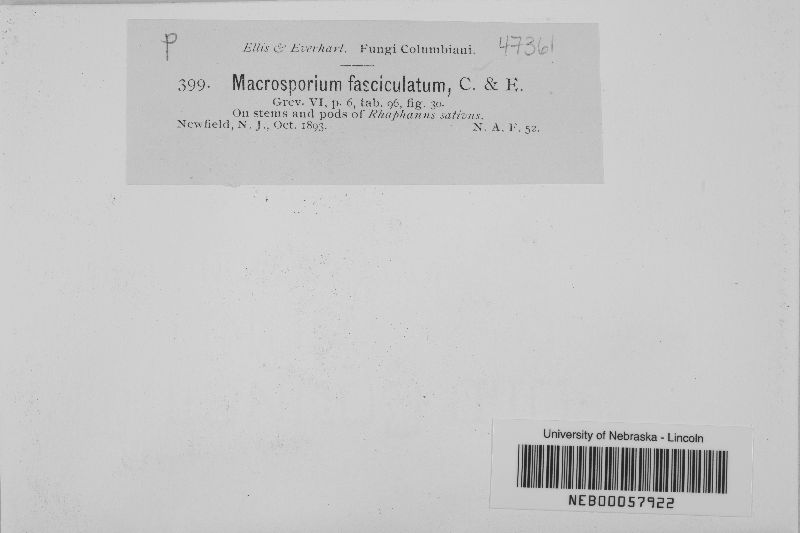 P
Ellis & Everhart. Fungi Columbiani. 47361
399. Macrosporium fasciculatum, C. & E.
Grev. VI, p. 6, tab. 96, fig. 30.
On stems and pods of Rhaphanns sativus.
Newfield, N. J., Oct. 1893. N. A. F. 52.
University of Nebraska - Lincoln
NEB00057922